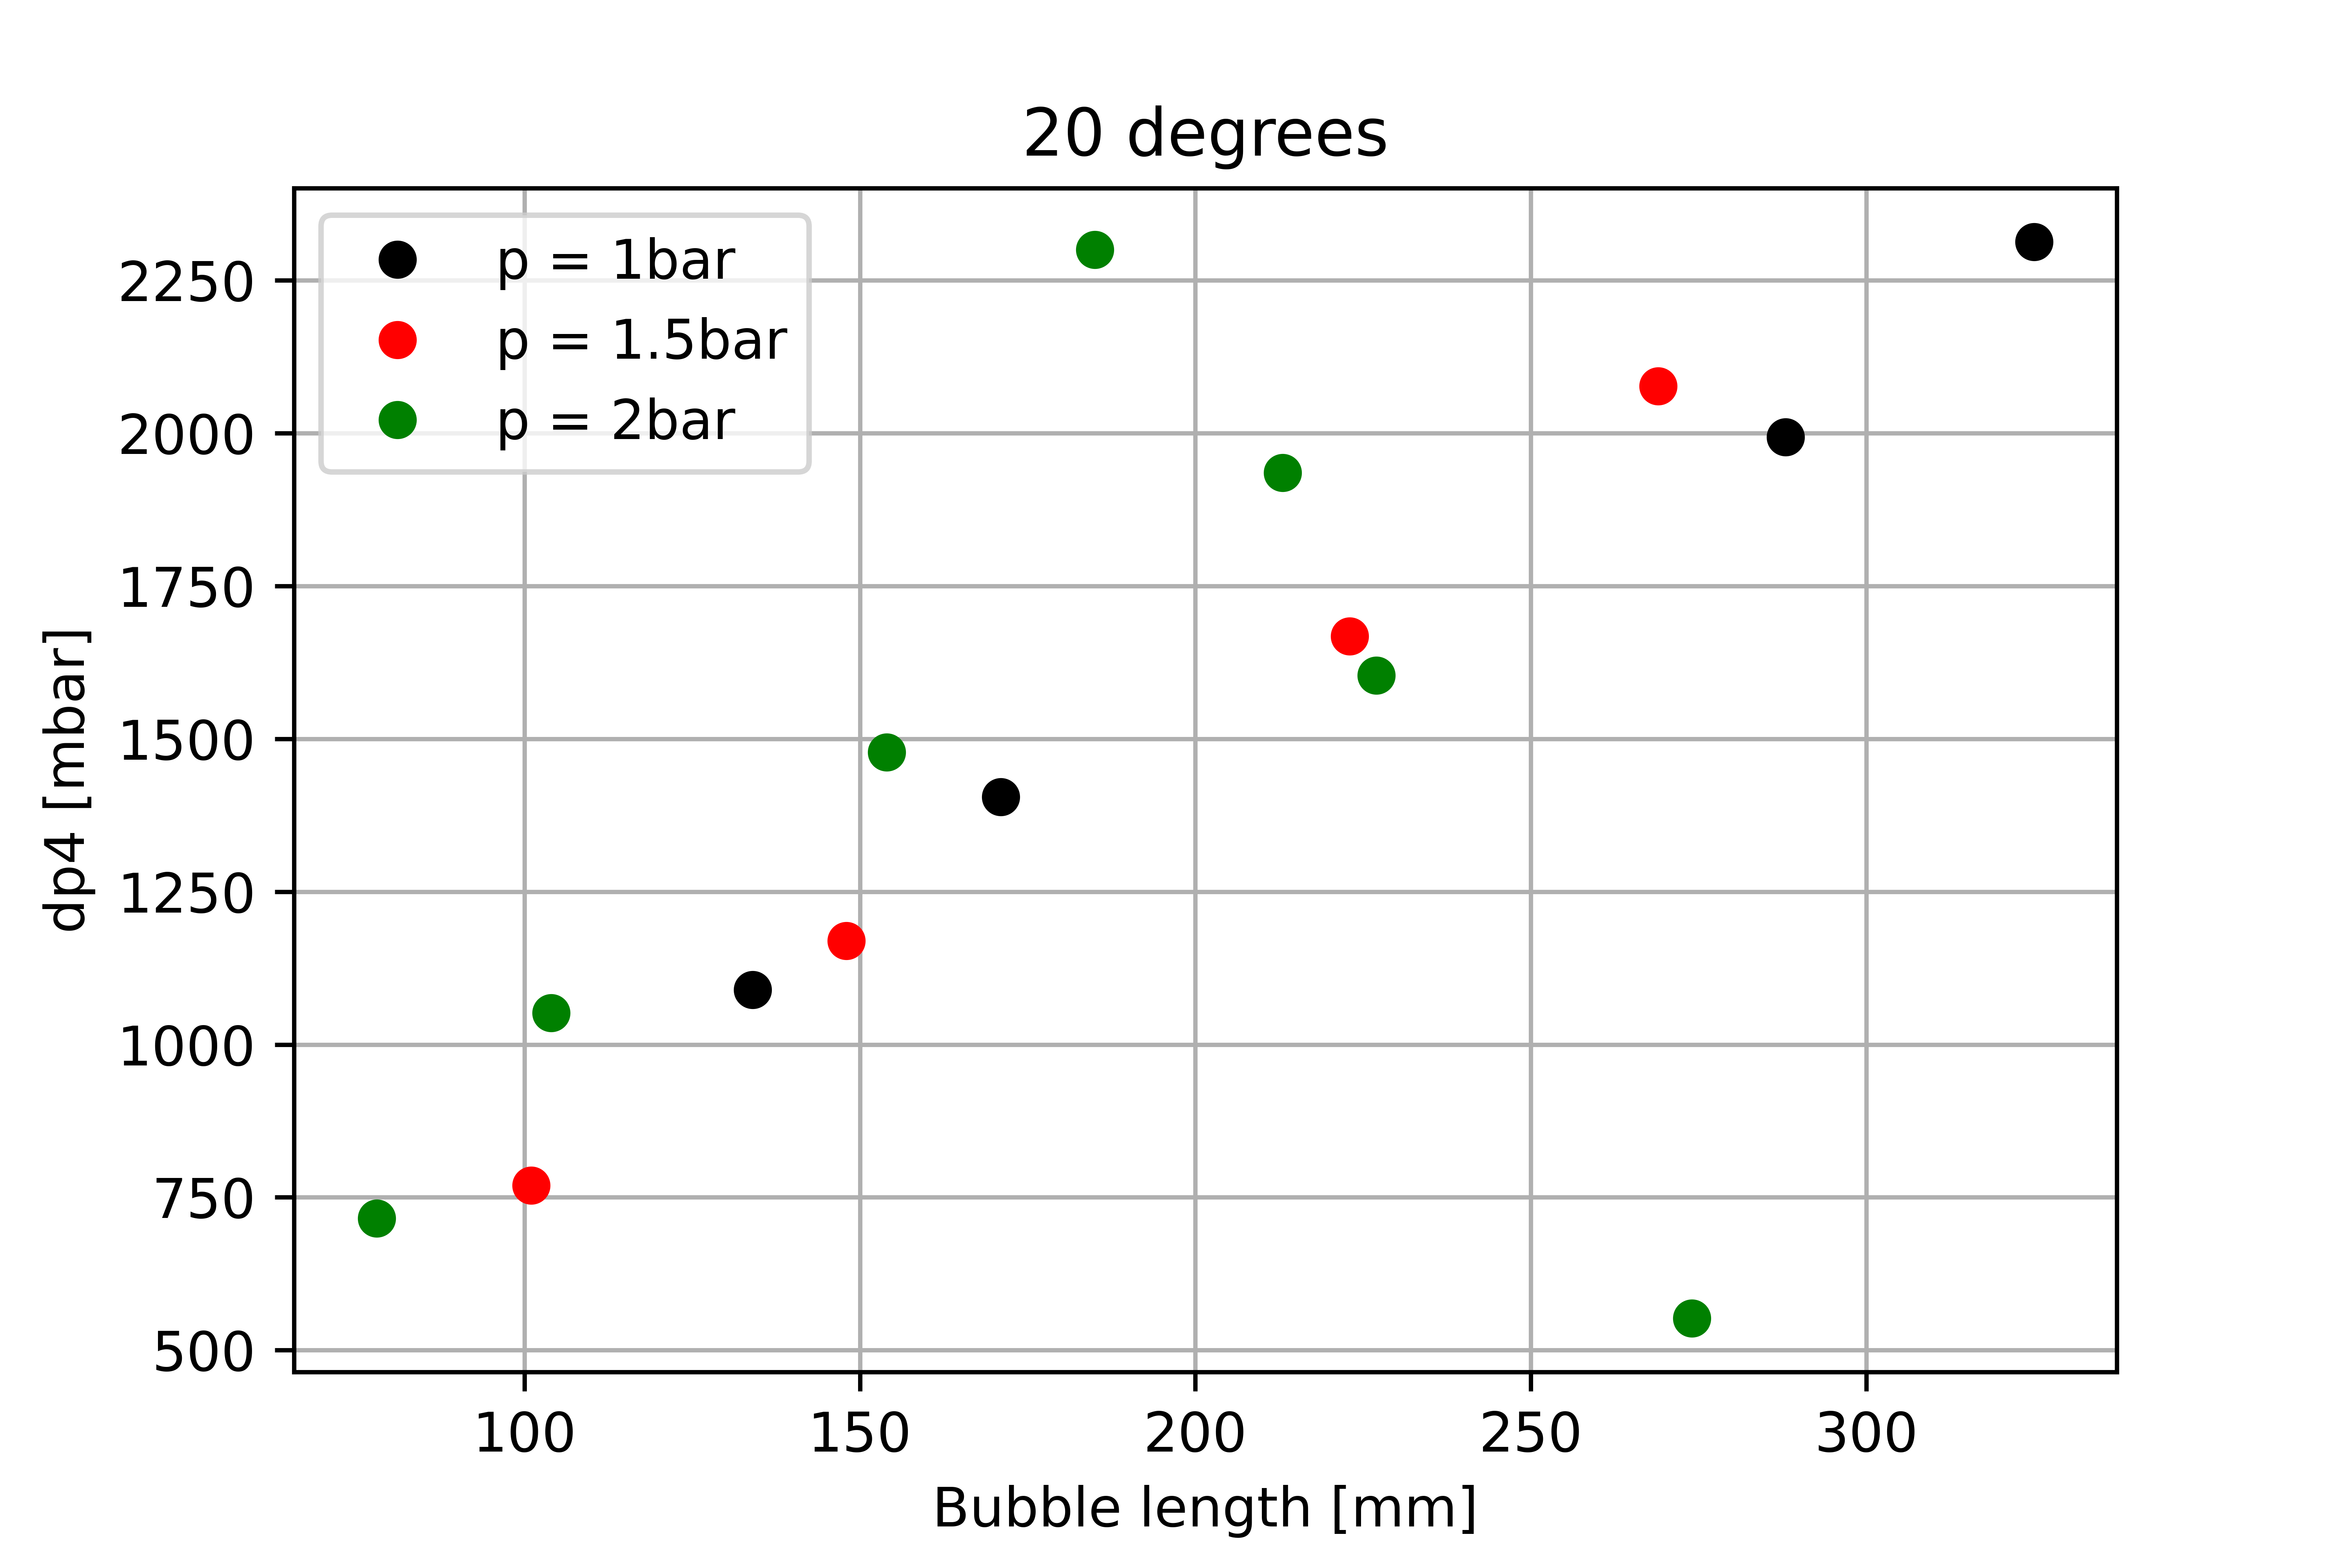 20 degrees
p = 1bar
p = 1.5bar
p = 2bar
2250
2000
1750
1500
1250
1000
750
500
dp4 [mbar]
100 150 200 250 300
Bubble length [mm]